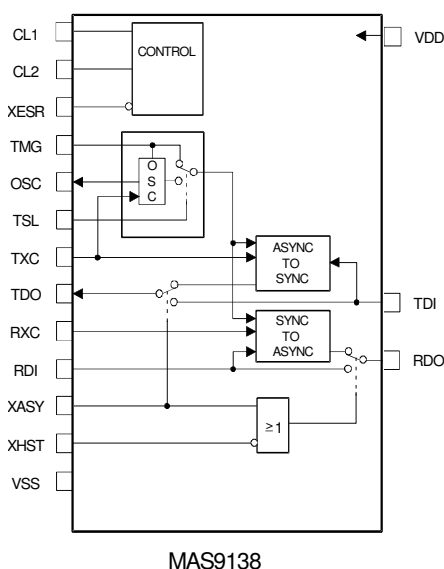 CL1
CL2
XESR
TMG
OSC
TSL
TXC
TDO
RXC
RDI
XASY
XHST
VSS
CONTROL
O
S
C
ASYNC
TO
SYNC
SYNC
TO
ASYNC
≥1
VDD
TDI
RDO
MAS9138